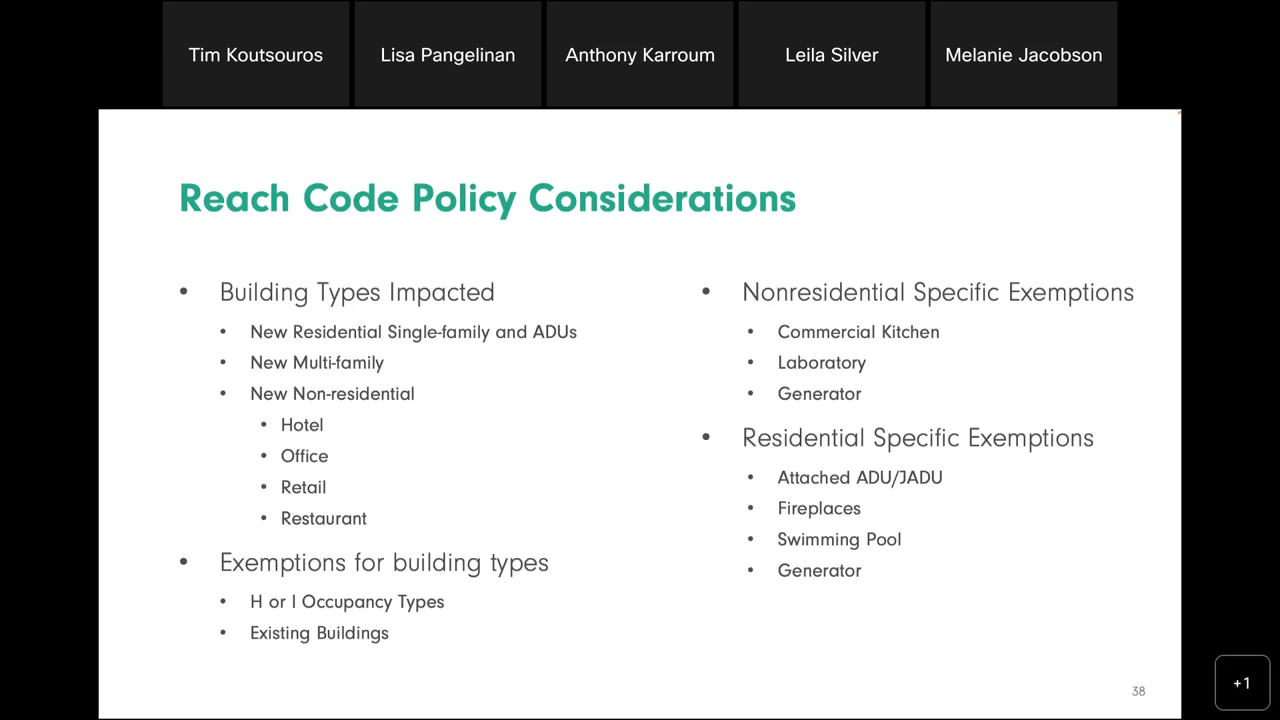 Tim Koutsouros
Lisa Pangelinan
Anthony Karroum
Leila Silver
Melanie Jacobson
Reach Code Policy Considerations
• Building Types Impacted
• New Residential Single-family and ADUs
• New Multi-family
• New Non-residential
• Hotel
• Office
• Retail
• Restaurant
• Exemptions for building types
• H or I Occupancy Types
• Existing Buildings
• Nonresidential Specific Exemptions
• Commercial Kitchen
• Laboratory
• Generator
• Residential Specific Exemptions
• Attached ADU/JADU
• Fireplaces
• Swimming Pool
• Generator
38
+1